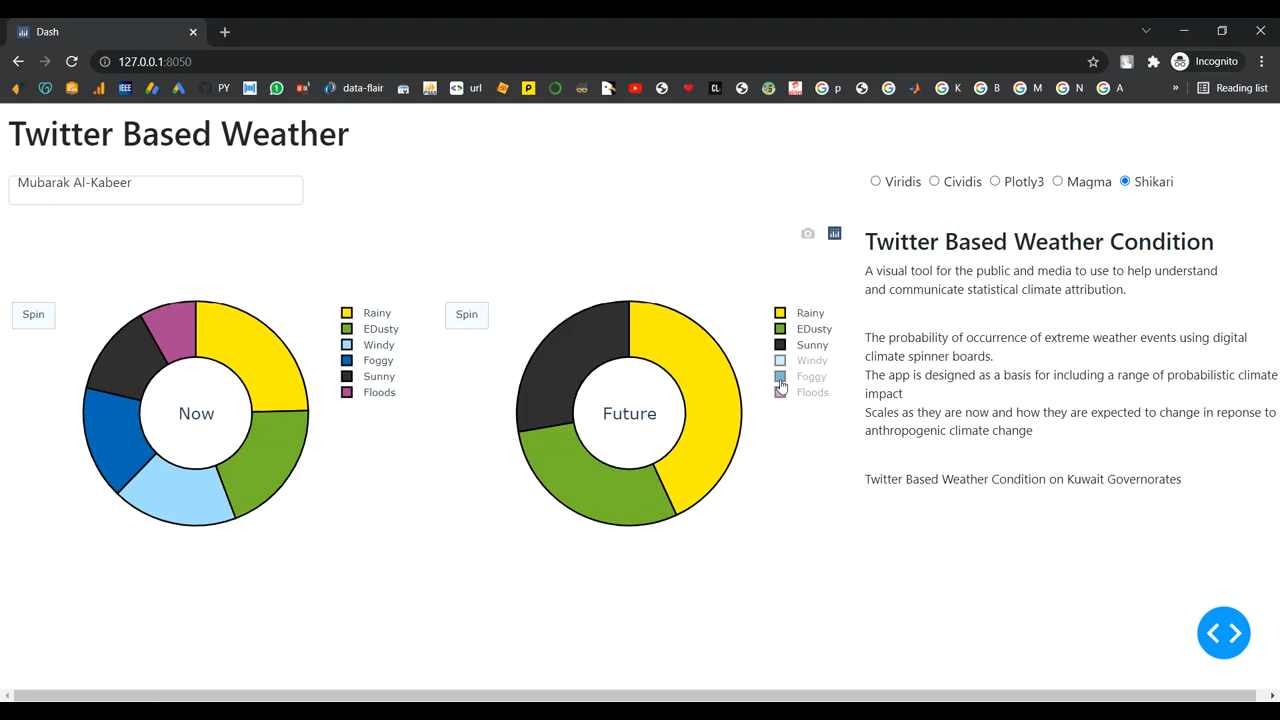 Dash
127.0.0.1:8050
Incognito
PY
data-flair
url
p
K
B
M
N
A
»
Reading list
Twitter Based Weather
Mubarak Al-Kabeer
Viridis Cividis Plotly3 Magma Shikari
Twitter Based Weather Condition
A visual tool for the public and media to use to help understand
and communicate statistical climate attribution.
The probability of occurrence of extreme weather events using digital
climate spinner boards.
The app is designed as a basis for including a range of probabilistic climate
impact
Scales as they are now and how they are expected to change in reponse to
anthropogenic climate change
Twitter Based Weather Condition on Kuwait Governorates
Spin
Now
Rainy
EDusty
Windy
Foggy
Sunny
Floods
Spin
Future
Rainy
EDusty
Sunny
Windy
Foggy
Floods